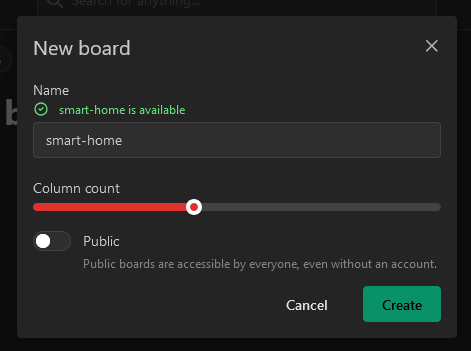 Search for anything...
New board
Name
smart-home is available
smart-home
Column count
Public
Public boards are accessible by everyone, even without an account.
Cancel
Create